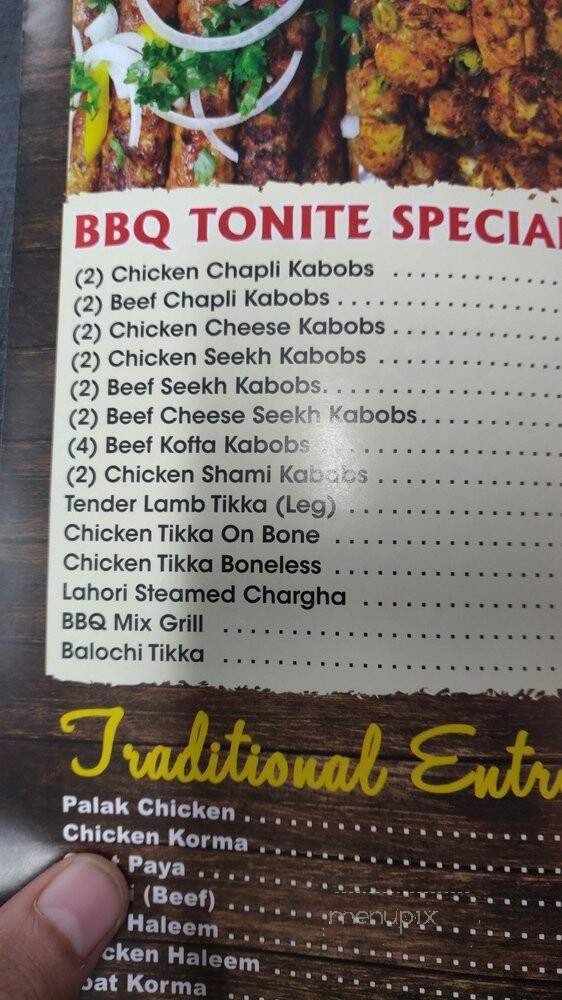 BBQ TONITE SPECIA
(2) Chicken Chapli Kabobs ............
(2) Beef Chapli Kabobs ................
(2) Chicken Cheese Kabobs ............
(2) Chicken Seekh Kabobs .............
(2) Beef Seekh Kabobs.................
(2) Beef Cheese Seekh Kabobs..........
(4) Beef Kofta Kabobs ................
(2) Chicken Shami Kababs .............
Tender Lamb Tikka (Leg) ..............
Chicken Tikka On Bone ...............
Chicken Tikka Boneless ...............
Lahori Steamed Chargha ..............
BBQ Mix Grill ........................
Balochi Tikka ........................
Traditional Entr
Palak Chicken ........................
Chicken Korma ........................
Paya ........................
(Beef) ........................
Haleem ........................
cken Haleem ........................
oat Korma ........................
menupix